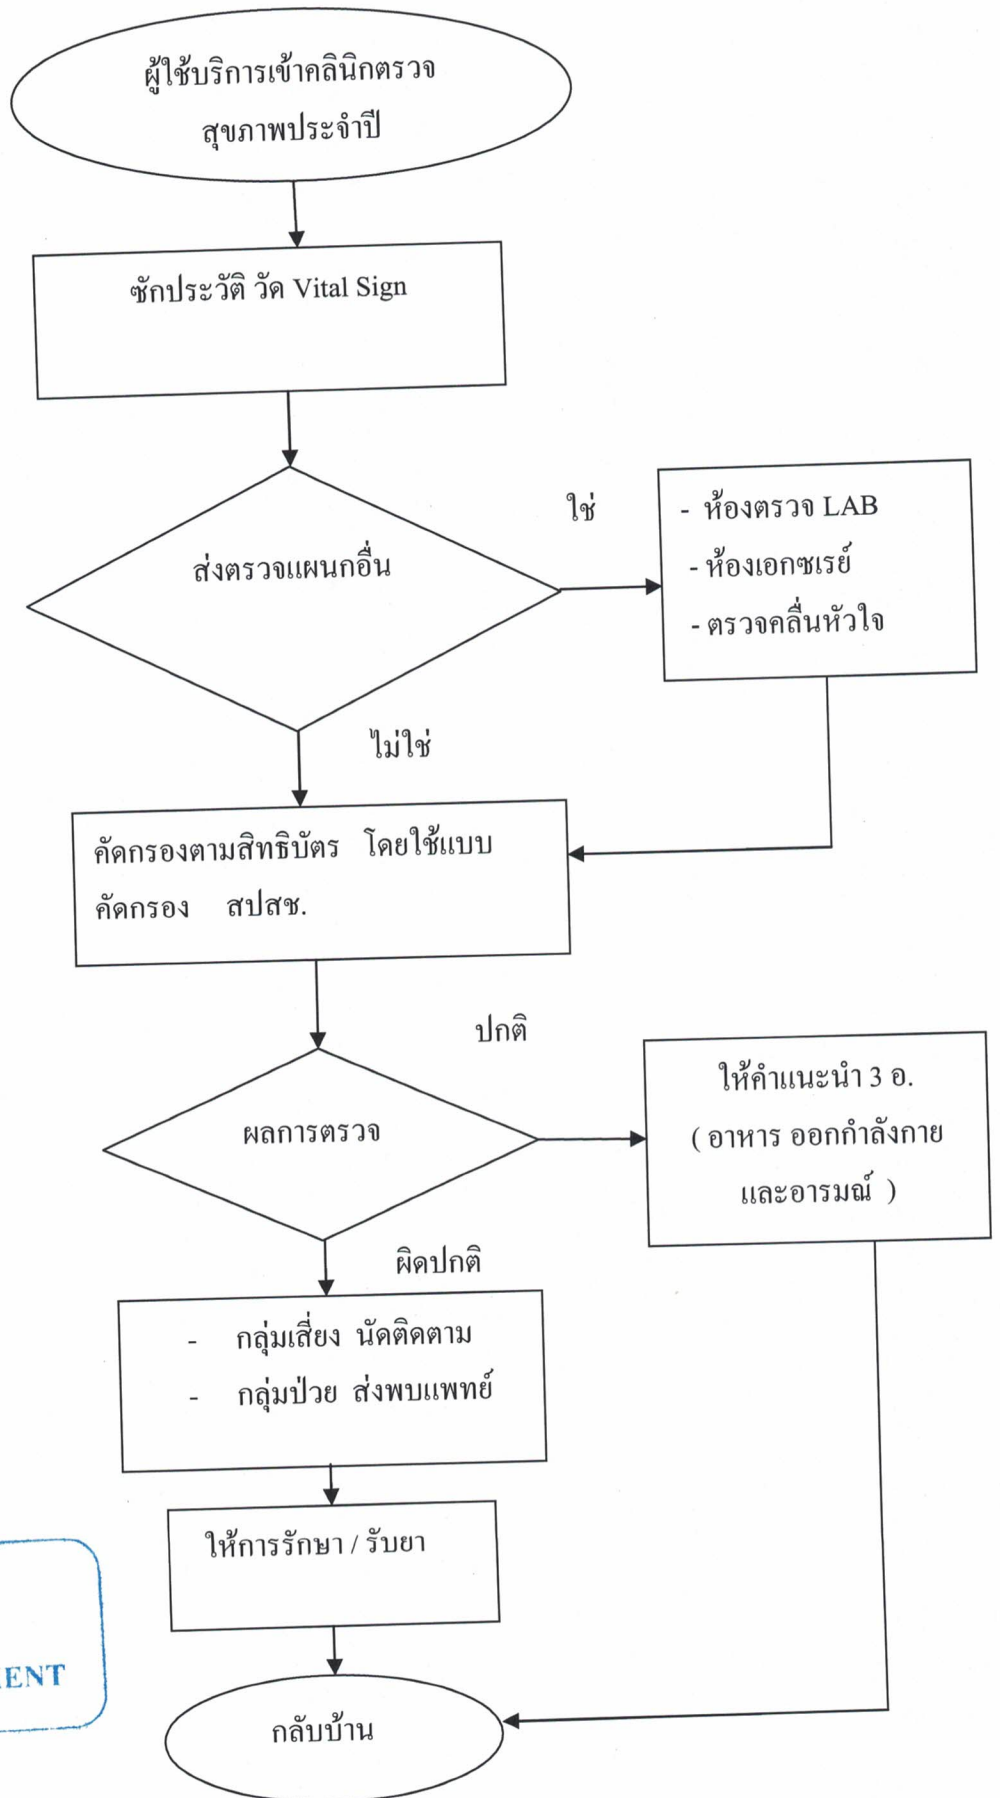 ผู้ใช้บริการเข้าคลินิกตรวจ
สุขภาพประจำปี
ซักประวัติ วัด Vital Sign
ส่งตรวจแผนกอื่น
ใช่
- ห้องตรวจ LAB
- ห้องเอกซเรย์
- ตรวจคลื่นหัวใจ
ไม่ใช่
คัดกรองตามสิทธิบัตร โดยใช้แบบ
คัดกรอง สปสช.
ปกติ
ผลการตรวจ
ให้คำแนะนำ 3 อ.
( อาหาร ออกกำลังกาย
และอารมณ์ )
ผิดปกติ
- กลุ่มเสี่ยง นัดติดตาม
- กลุ่มป่วย ส่งพบแพทย์
ให้การรักษา / รับยา
กลับบ้าน